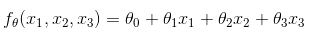 f_θ(x_1, x_2, x_3) = θ_0 + θ_1x_1 + θ_2x_2 + θ_3x_3